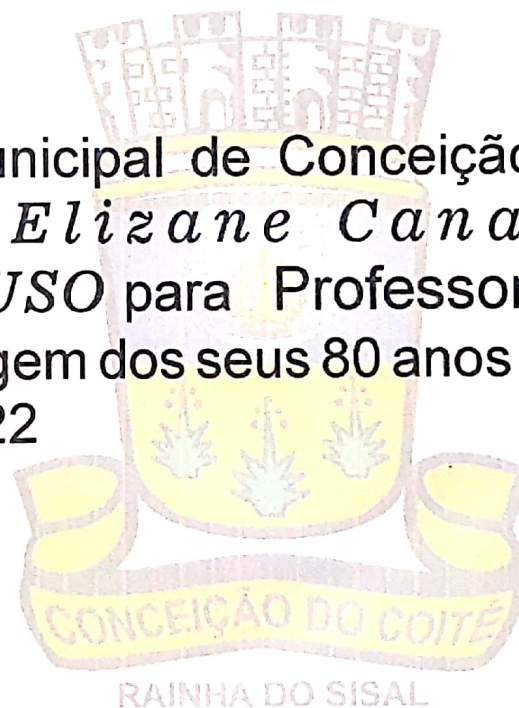 unicipal de Conceição
Elizane Cana
USO para Professor
gem dos seus 80 anos
22
CONCEIÇÃO DO COITÉ
RAINHA DO SISAL